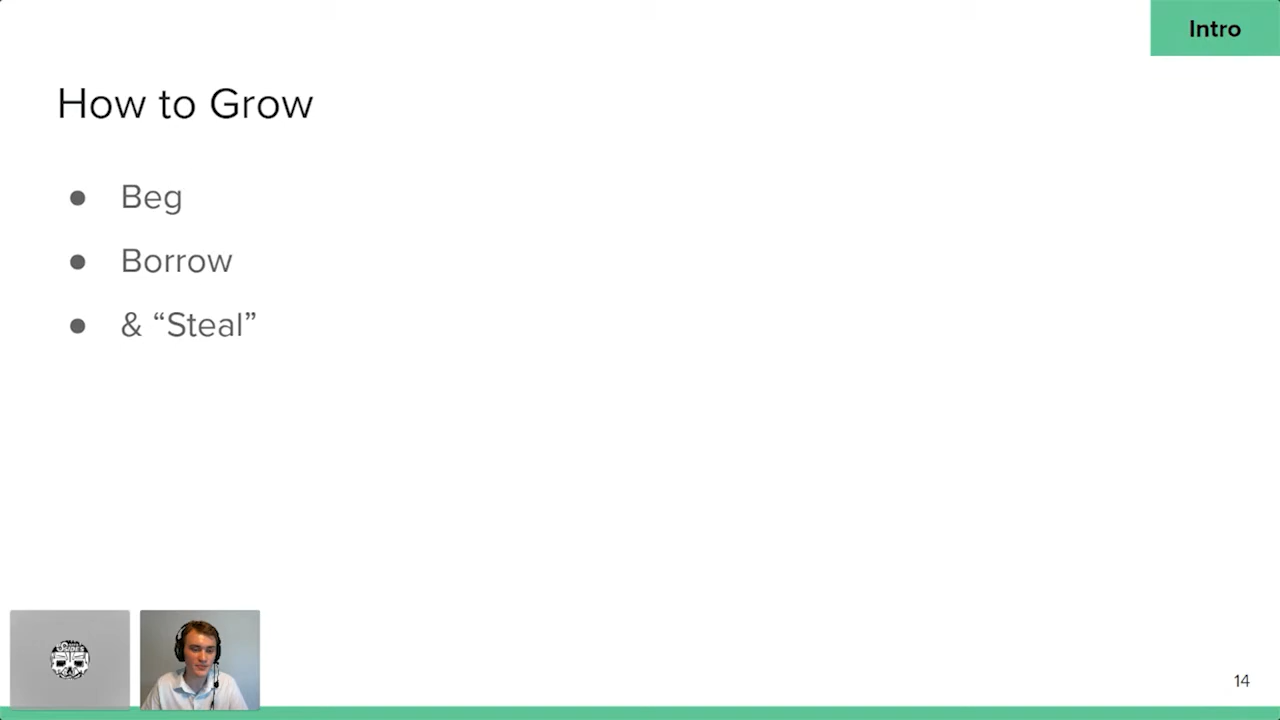 Intro
How to Grow
● Beg
● Borrow
● & “Steal”
14